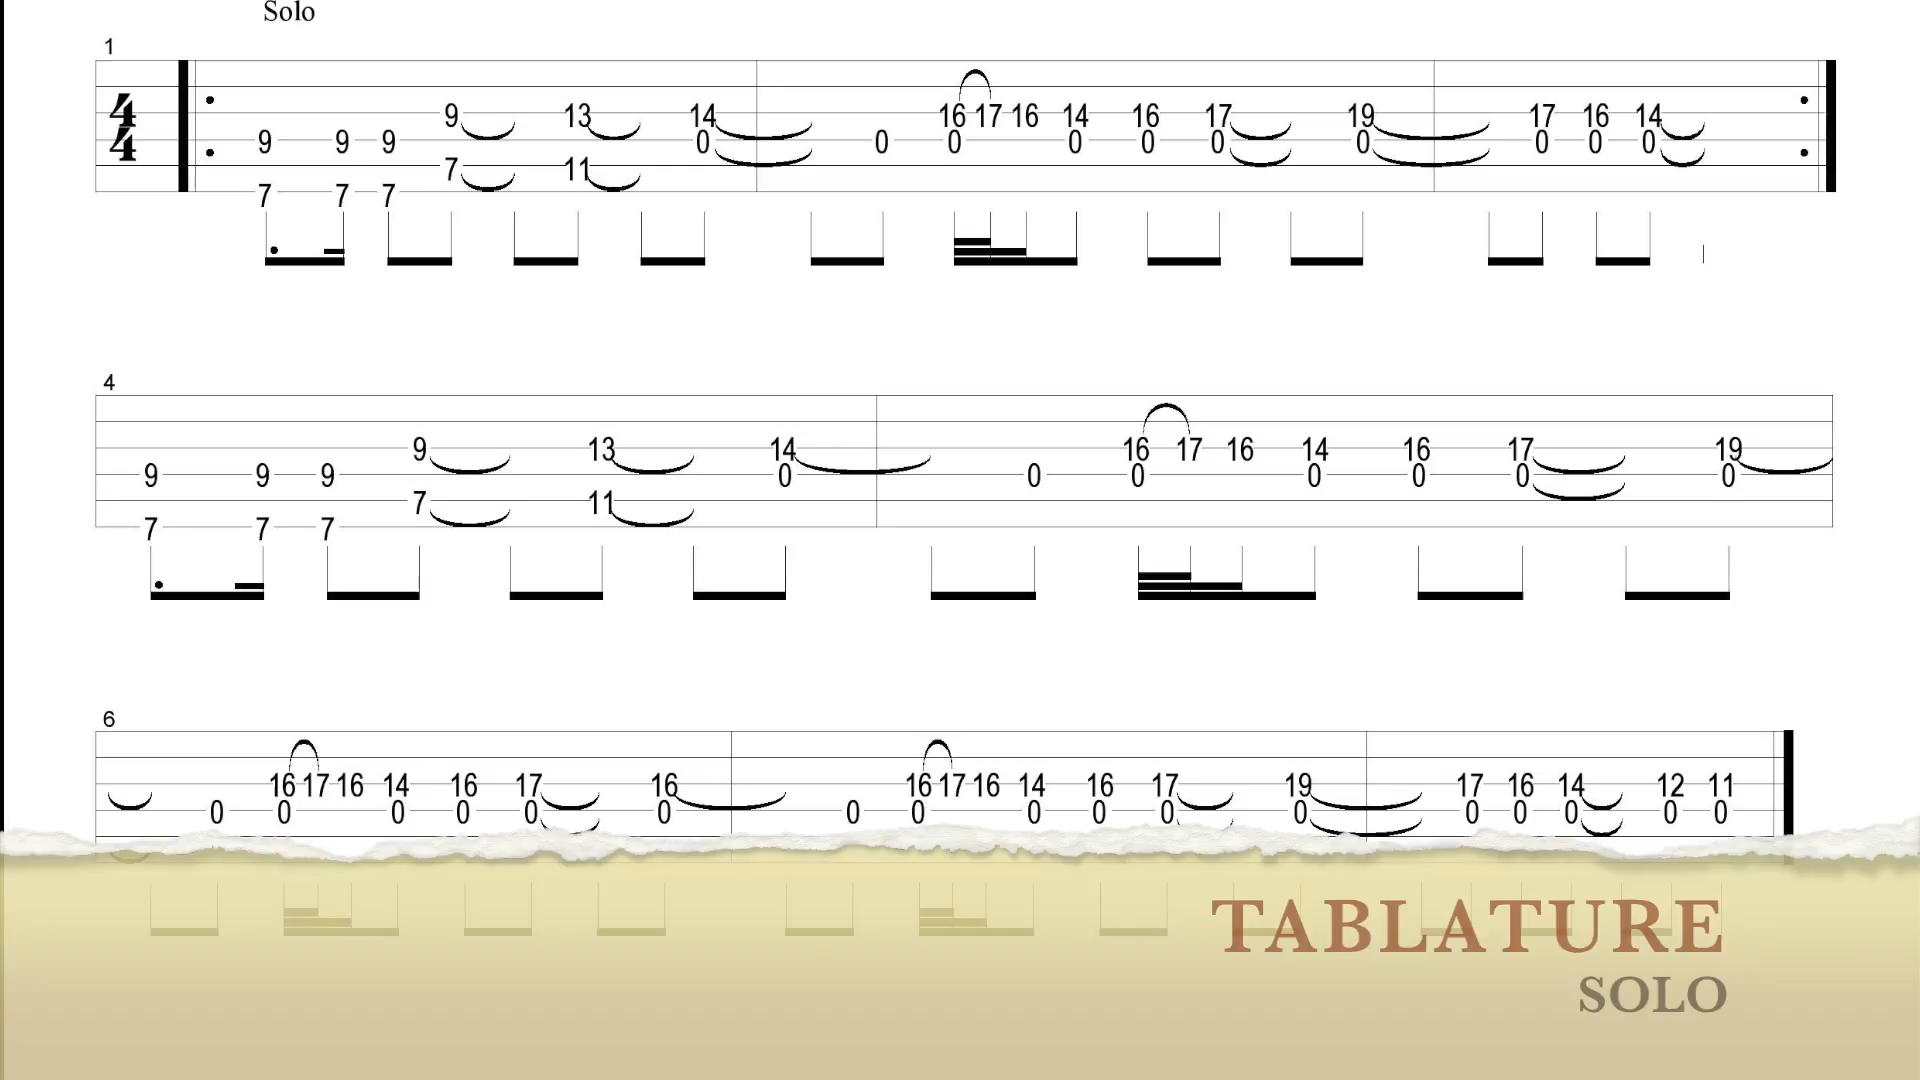 Solo
1
4 4
9 13 14 16 17 16 14 16 17 19 17 16 14
9 9 9 0 0 0 0 0 0 0 0 0 0
7 11
7 7 7
4
9 13 14 16 17 16 14 16 17 19
9 9 9 0 0 0 0 0 0 0
7 11
7 7 7
6
16 17 16 14 16 17 16 16 17 16 14 16 17 19 17 16 14 12 11
0 0 0 0 0 0 0 0 0 0 0 0 0 0 0 0 0
TABLATURE
SOLO